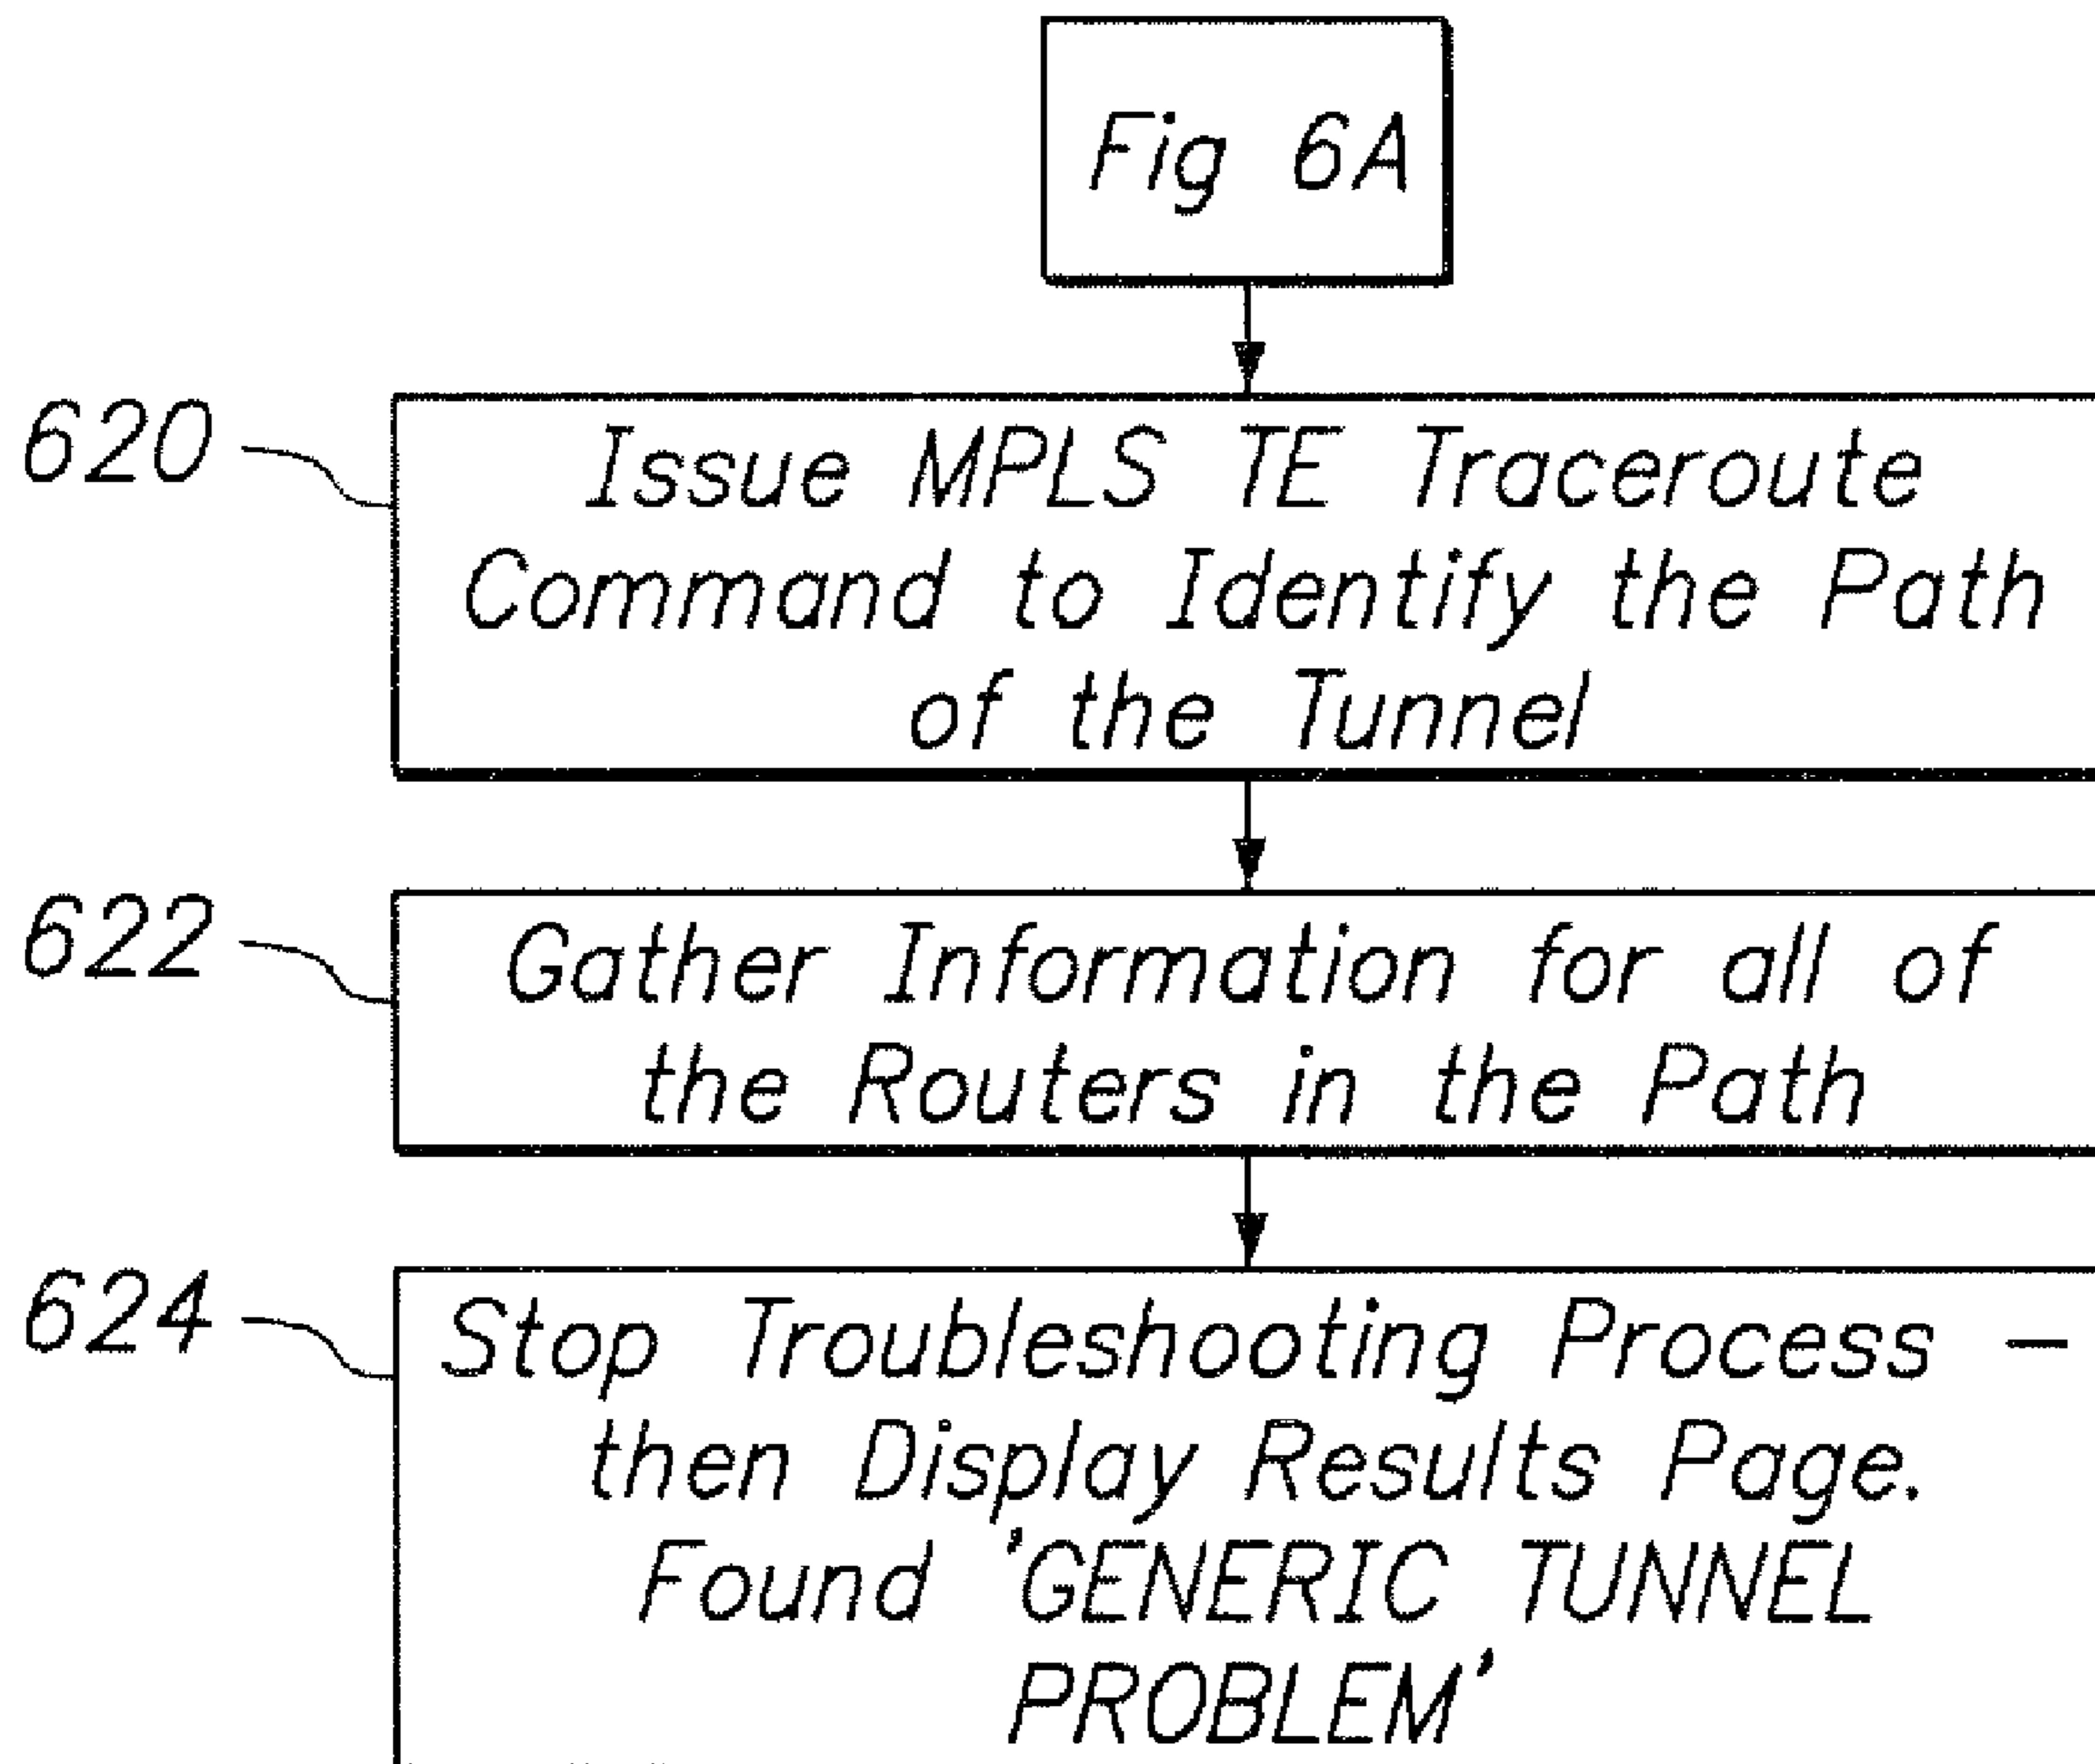 Fig 6A
620
Issue MPLS TE Traceroute
Command to Identify the Path
of the Tunnel
622
Gather Information for all of
the Routers in the Path
624
Stop Troubleshooting Process –
then Display Results Page.
Found 'GENERIC TUNNEL
PROBLEM'